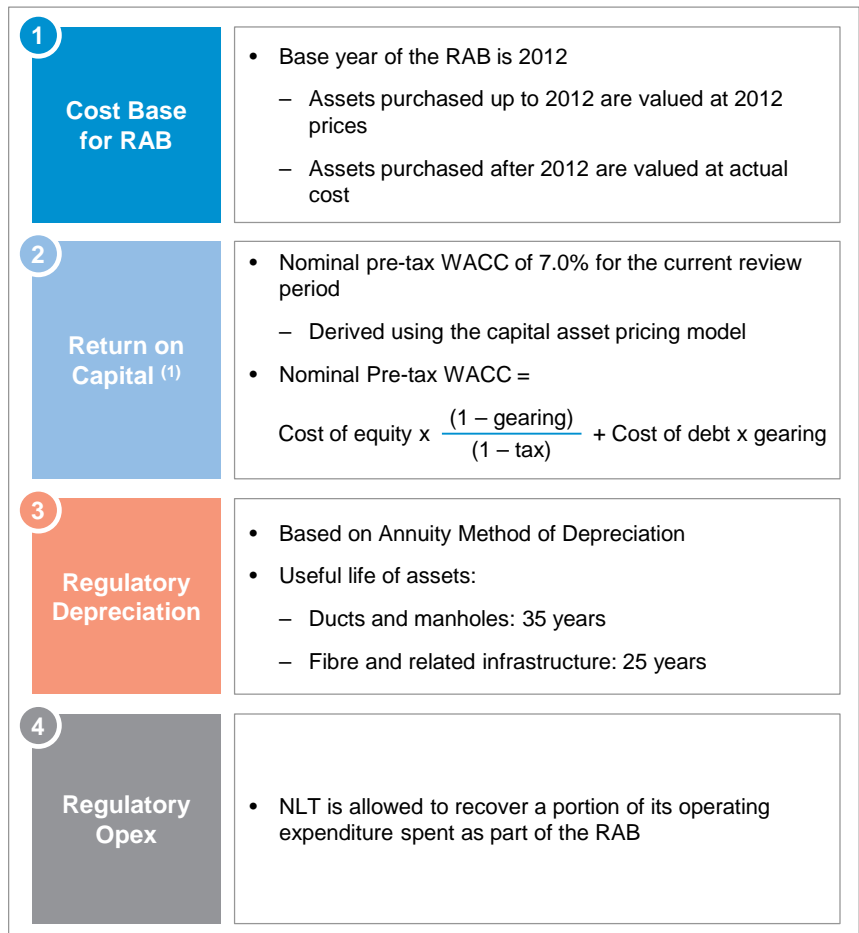 1
Cost Base
for RAB
• Base year of the RAB is 2012
– Assets purchased up to 2012 are valued at 2012
prices
– Assets purchased after 2012 are valued at actual
cost
2
Return on
Capital (1)
• Nominal pre-tax WACC of 7.0% for the current review
period
– Derived using the capital asset pricing model
• Nominal Pre-tax WACC =
Cost of equity x (1 – gearing) / (1 – tax) + Cost of debt x gearing
3
Regulatory
Depreciation
• Based on Annuity Method of Depreciation
• Useful life of assets:
– Ducts and manholes: 35 years
– Fibre and related infrastructure: 25 years
4
Regulatory
Opex
• NLT is allowed to recover a portion of its operating
expenditure spent as part of the RAB